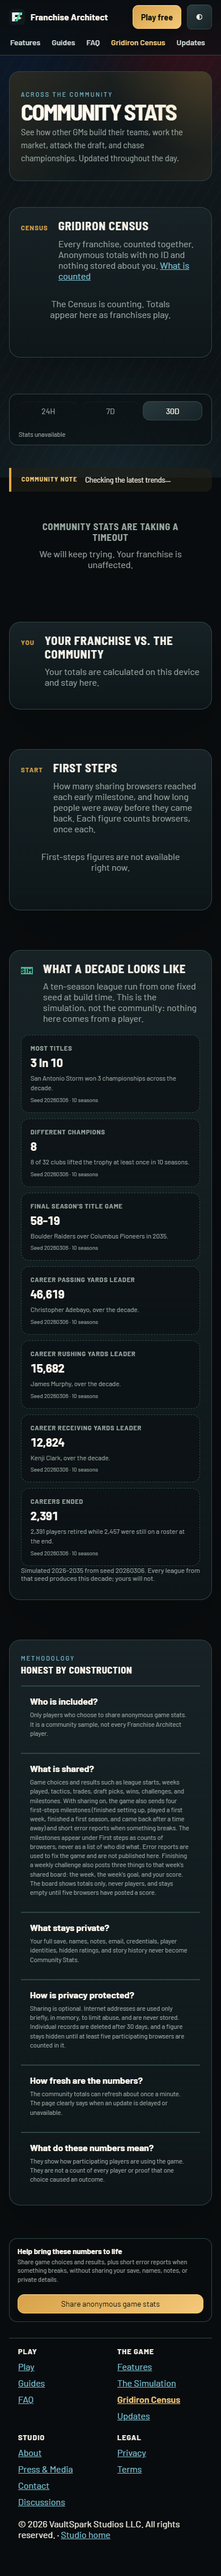 Franchise Architect
Play free
Features Guides FAQ Gridiron Census Updates
ACROSS THE COMMUNITY
COMMUNITY STATS
See how other GMs build their teams, work the
market, attack the draft, and chase
championships. Updated throughout the day.
CENSUS
GRIDIRON CENSUS
Every franchise, counted together.
Anonymous totals with no ID and
nothing stored about you. What is
counted
The Census is counting. Totals
appear here as franchises play.
24H 7D 30D
Stats unavailable
COMMUNITY NOTE Checking the latest trends—
COMMUNITY STATS ARE TAKING A
TIMEOUT
We will keep trying. Your franchise is
unaffected.
YOU
YOUR FRANCHISE VS. THE
COMMUNITY
Your totals are calculated on this device
and stay here.
START
FIRST STEPS
How many sharing browsers reached
each early milestone, and how long
before they came back to play each
later. Each figure counts browsers,
once each.
First-steps figures are not available
right now.
WHAT A DECADE LOOKS LIKE
A ten-season league run from one fixed
seed at build time. This is the
simulation, not the community; nothing
here comes from a player.
MOST TITLES
3 in 10
San Antonio Storm won 3 championships across the
decade.
Seed 20260306 · 10 seasons
DIFFERENT CHAMPIONS
8
8 of 32 clubs lifted the trophy at least once in 10 seasons.
Seed 20260306 · 10 seasons
FINAL SEASON'S TITLE GAME
58-19
Boulder Raiders over Columbus Pioneers in 2035.
Seed 20260306 · 10 seasons
CAREER PASSING YARDS LEADER
46,619
Christopher Adebayo, over the decade.
Seed 20260306 · 10 seasons
CAREER RUSHING YARDS LEADER
15,682
James Murphy, over the decade.
Seed 20260306 · 10 seasons
CAREER RECEIVING YARDS LEADER
12,824
Kenji Clark, over the decade.
Seed 20260306 · 10 seasons
CAREERS ENDED
2,391
2,391 players retired while 2,457 were still on a roster at
the end.
Seed 20260306 · 10 seasons
Simulated 2026-2035 from seed 20260306. Every league from
that seed produces this decade; yours will not.
METHODOLOGY
HONEST BY CONSTRUCTION
Who is included?
Only players who choose to share anonymous game stats.
It is a community sample, not every Franchise Architect
player.
What is shared?
Game choices and results such as league starts, weeks
played, tactics, trades, draft picks, wins, challenges, and
milestones. With sharing on, the game also sends four
first-steps milestones (finished setting up, played a first
week, finished a first season, and came back after a time
away) and short error reports when something breaks. The
milestones appear under First steps as counts of
browsers, never as a list of who did what. Error reports are
used to fix the game and are not published here. Finishing
a weekly challenge also posts three things to that week's
shared board: the week, the week's goal, and your score.
The board shows totals only, never players, and stays
empty until five browsers have posted a score.
What stays private?
Your full save, names, notes, email, credentials, player
identities, hidden ratings, and story history never become
Community Stats.
How is privacy protected?
Sharing is optional. Internet addresses are used only
briefly, in memory, to limit abuse, and are never stored.
Individual records are deleted after 30 days, and a figure
stays hidden until at least five participating browsers are
counted in it.
How fresh are the numbers?
The community totals can refresh about once a minute.
The page clearly says when an update is delayed or
unavailable.
What do these numbers mean?
They show how participating players are using the game.
They are not a count of every player or proof that one
choice caused an outcome.
Help bring these numbers to life
Share game choices and results, plus short error reports when
something breaks, without sharing your save, names, notes, or
private details.
Share anonymous game stats
PLAY
Play
Guides
FAQ
THE GAME
Features
The Simulation
Gridiron Census
Updates
STUDIO
About
Press & Media
Contact
Discussions
LEGAL
Privacy
Terms
© 2026 VaultSpark Studios LLC. All rights
reserved. · Studio home